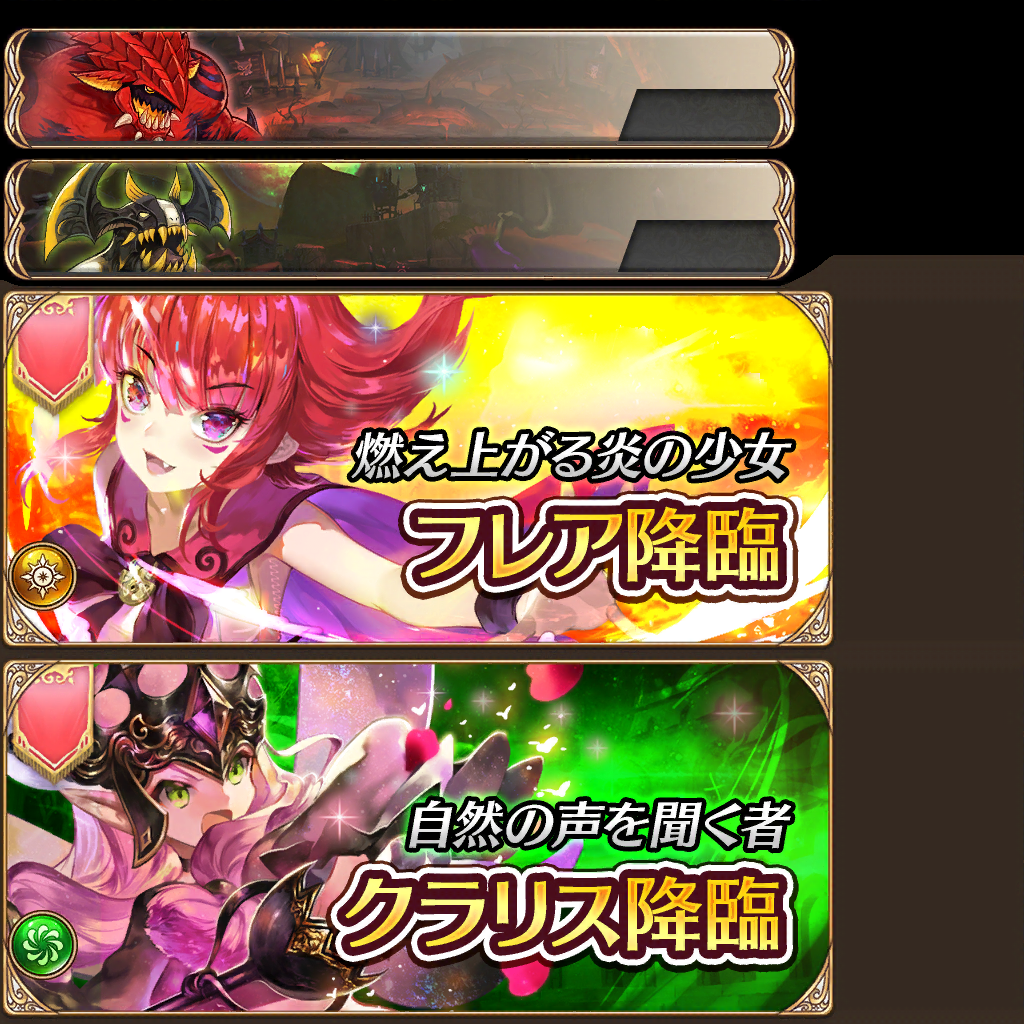 燃え上がる炎の少女
フレア降臨
自然の声を聞く者
クラリス降臨